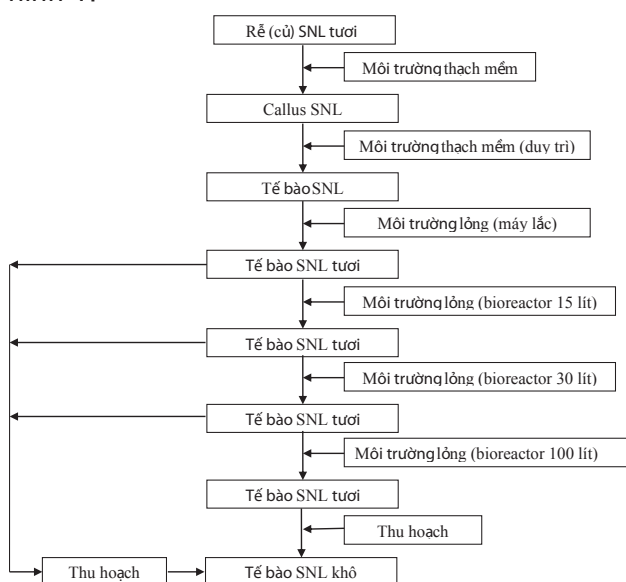 Rễ (củ) SNL tươi
Môi trường thạch mềm
Callus SNL
Môi trường thạch mềm (duy trì)
Tế bào SNL
Môi trường lỏng (máy lắc)
Tế bào SNL tươi
Môi trường lỏng (bioreactor 15 lít)
Tế bào SNL tươi
Môi trường lỏng (bioreactor 30 lít)
Tế bào SNL tươi
Môi trường lỏng (bioreactor 100 lít)
Tế bào SNL tươi
Thu hoạch
Thu hoạch
Tế bào SNL khô